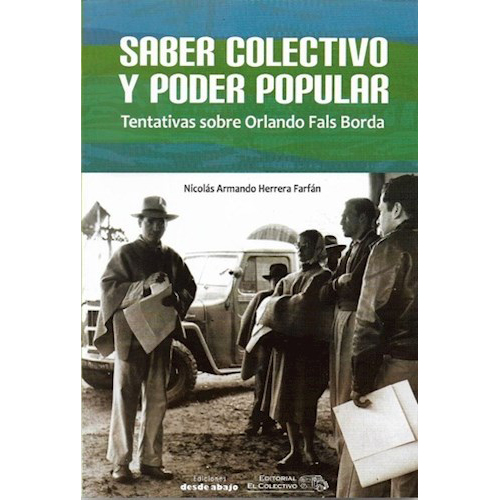 SABER COLECTIVO
Y PODER POPULAR
Tentativas sobre Orlando Fals Borda
Nicolás Armando Herrera Farfán
Ediciones
desde abajo
EDITORIAL
EL COLECTIVO